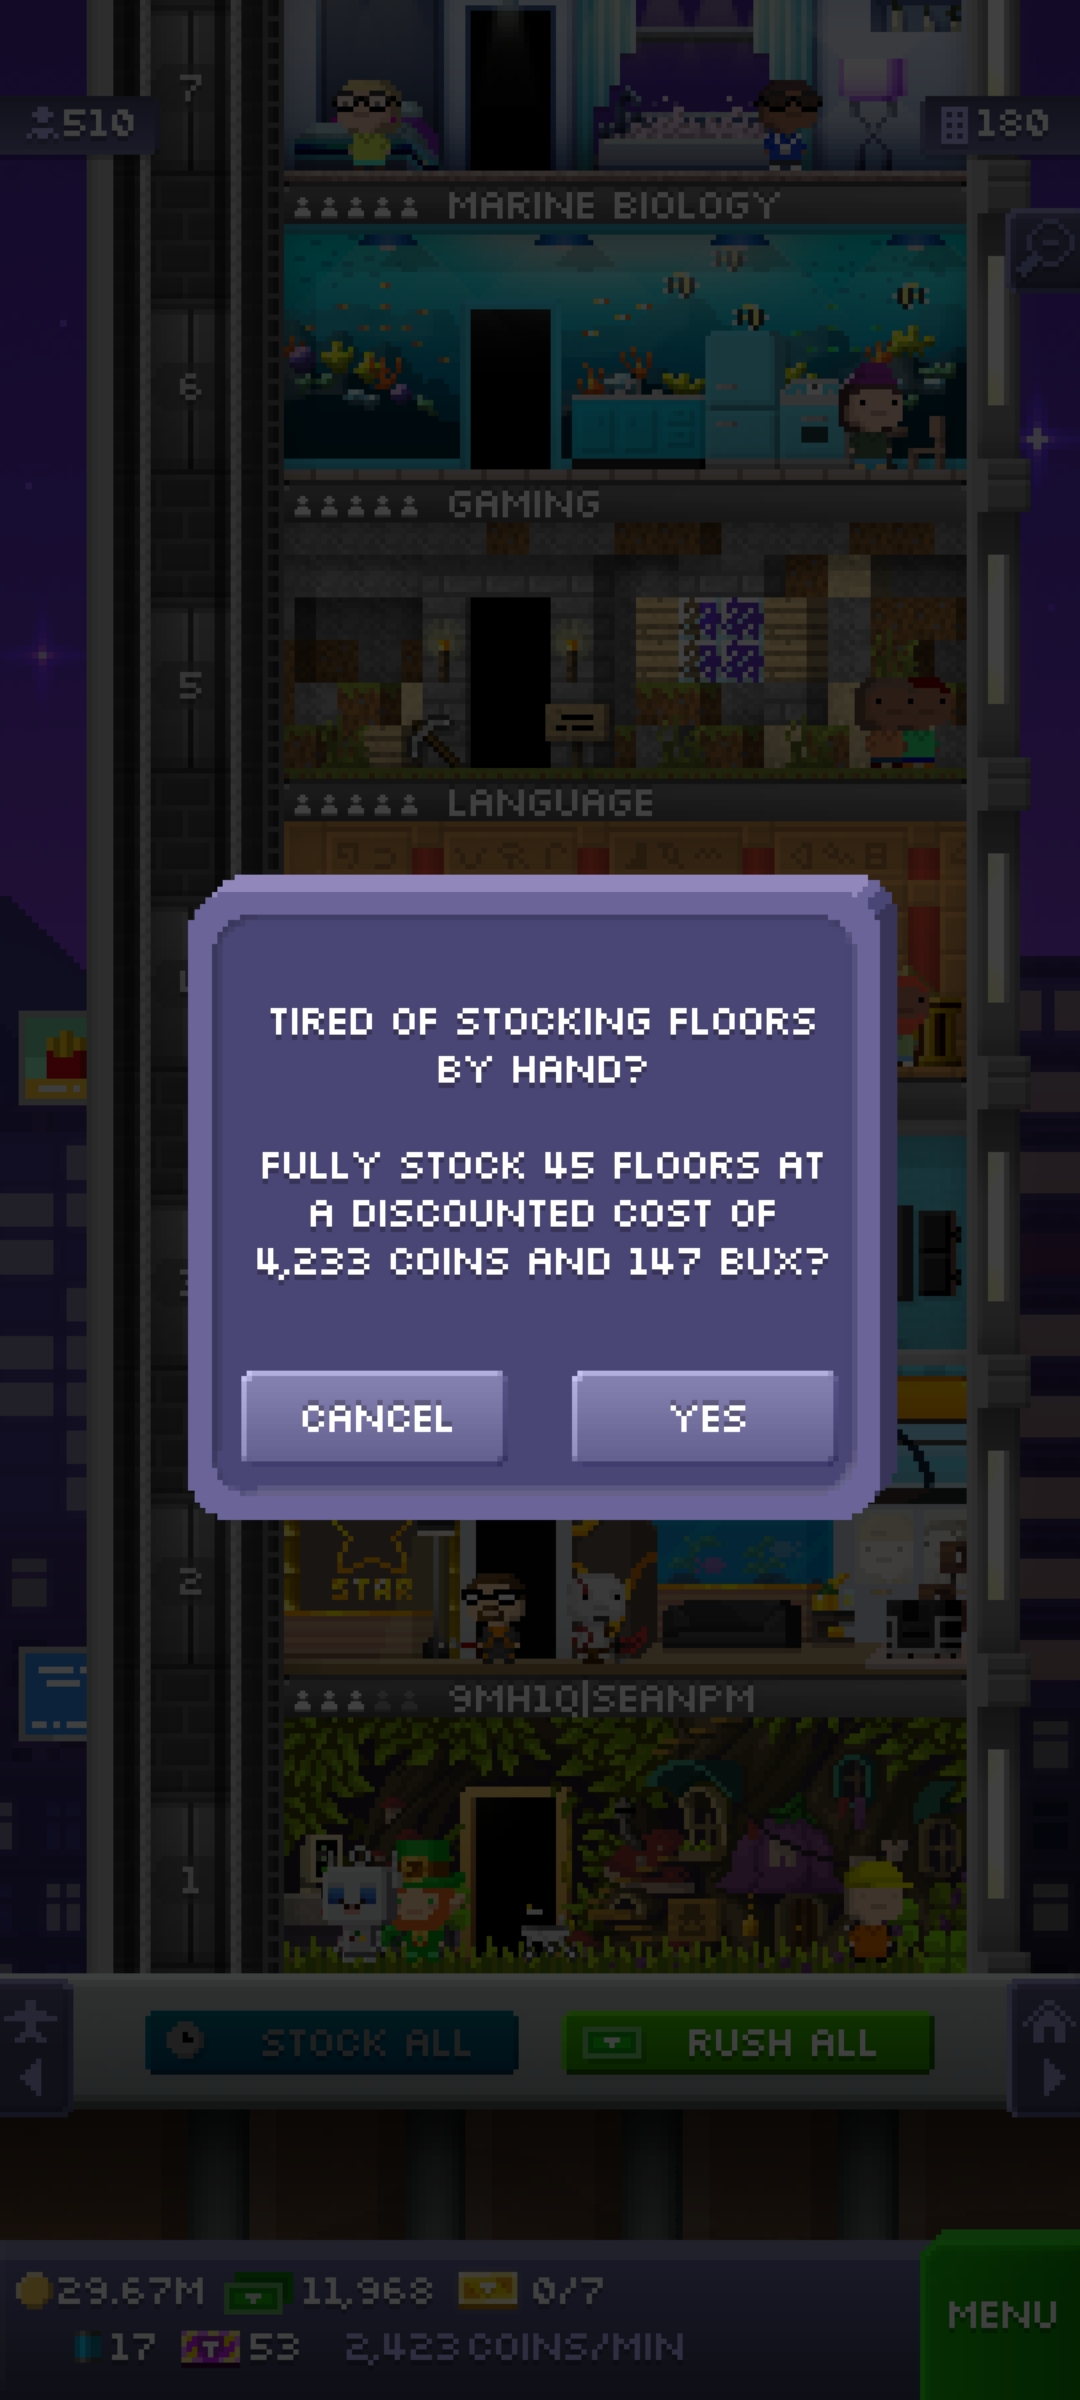 7
510
180
MARINE BIOLOGY
6
GAMING
5
LANGUAGE
TIRED OF STOCKING FLOORS
BY HAND?
FULLY STOCK 45 FLOORS AT
A DISCOUNTED COST OF
4,233 COINS AND 147 BUX?
CANCEL
YES
2
STAR
9MH1Q|SEANPM
1
STOCK ALL
RUSH ALL
29.67M
11,968
0/7
17
53
2,423 COINS/MIN
MENU